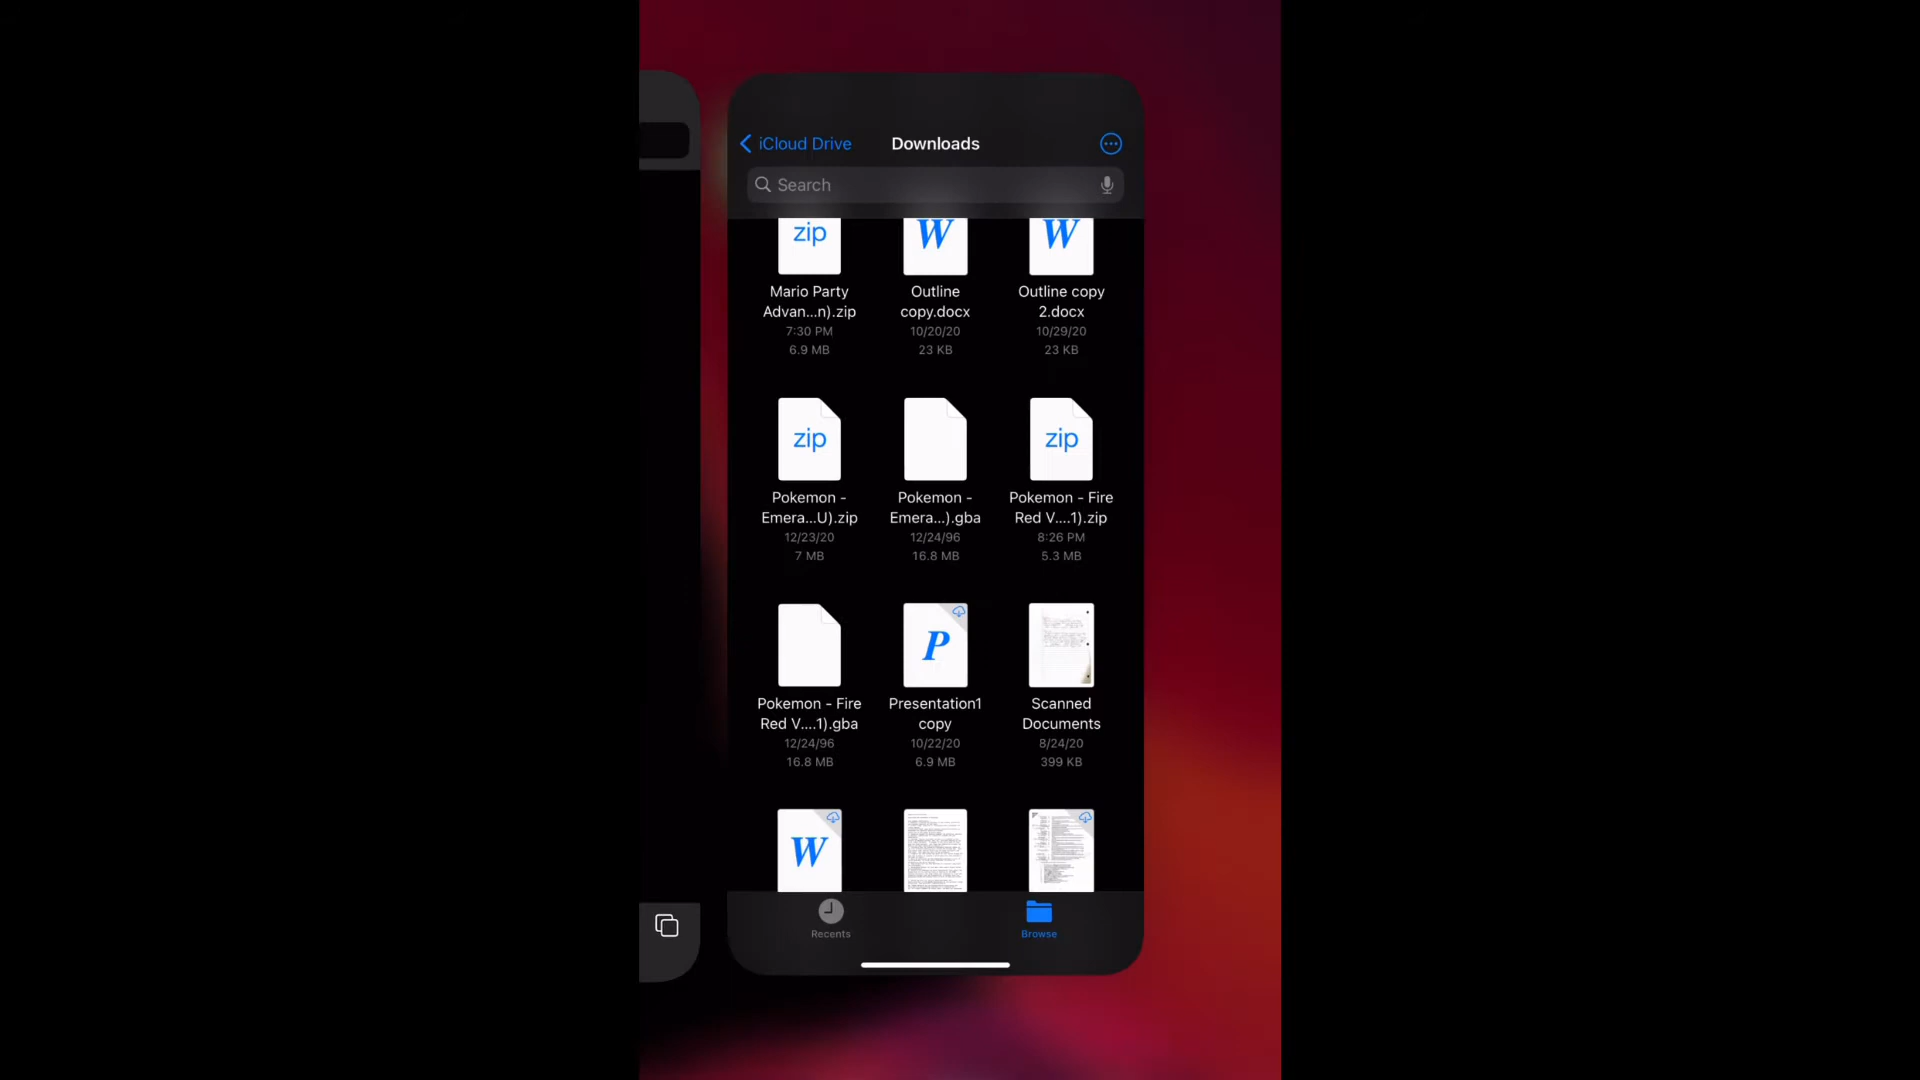 iCloud Drive
Downloads
Search
zip
W
W
Mario Party
Advan...n).zip
7:30 PM
6.9 MB
Outline
copy.docx
10/20/20
23 KB
Outline copy
2.docx
10/29/20
23 KB
zip
zip
Pokemon -
Emera...U).zip
12/23/20
7 MB
Pokemon -
Emera...).gba
12/24/96
16.8 MB
Pokemon - Fire
Red V....1).zip
8:26 PM
5.3 MB
P
Pokemon - Fire
Red V....1).gba
12/24/96
16.8 MB
Presentation1
copy
10/22/20
6.9 MB
Scanned
Documents
8/24/20
399 KB
W
Recents
Browse